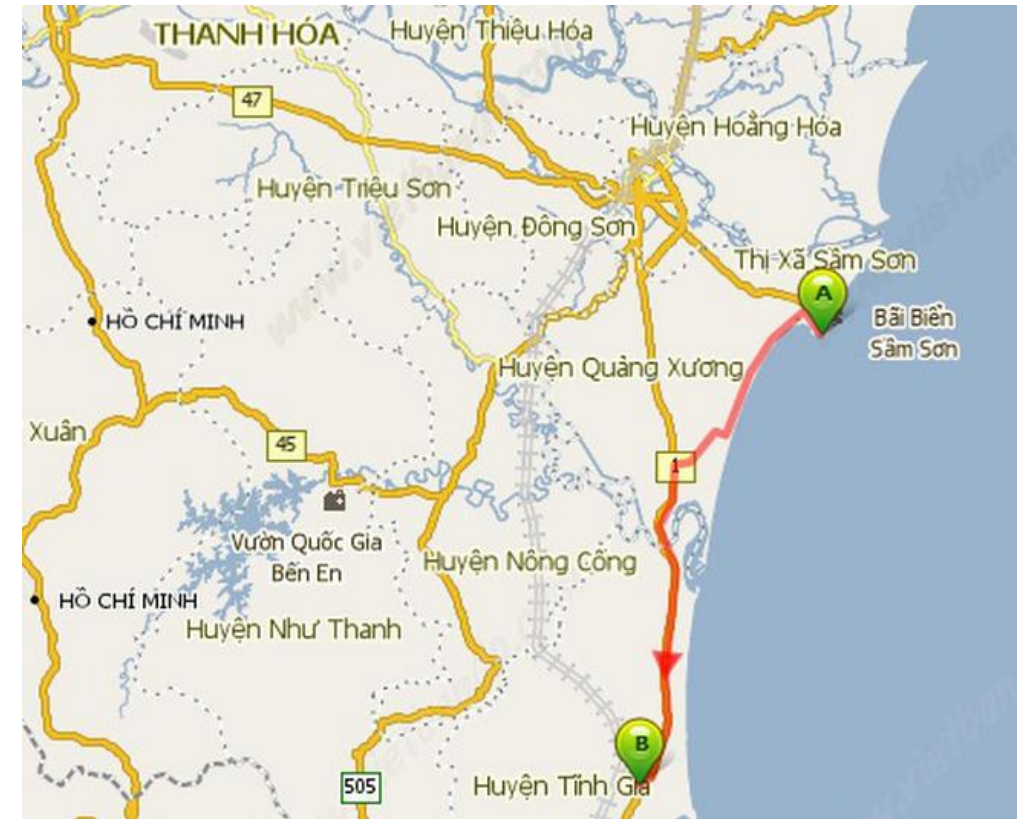 THANH HÓA
Huyện Thiệu Hóa
47
Huyện Hoằng Hóa
Huyện Triệu Sơn
Huyện Đông Sơn
Thị Xã Sầm Sơn
A
Bãi Biển
Sầm Sơn
HỒ CHÍ MINH
Huyện Quảng Xương
Xuân
45
1
Vườn Quốc Gia
Bến En
Huyện Nông Cống
HỒ CHÍ MINH
Huyện Như Thanh
B
505
Huyện Tĩnh Gia